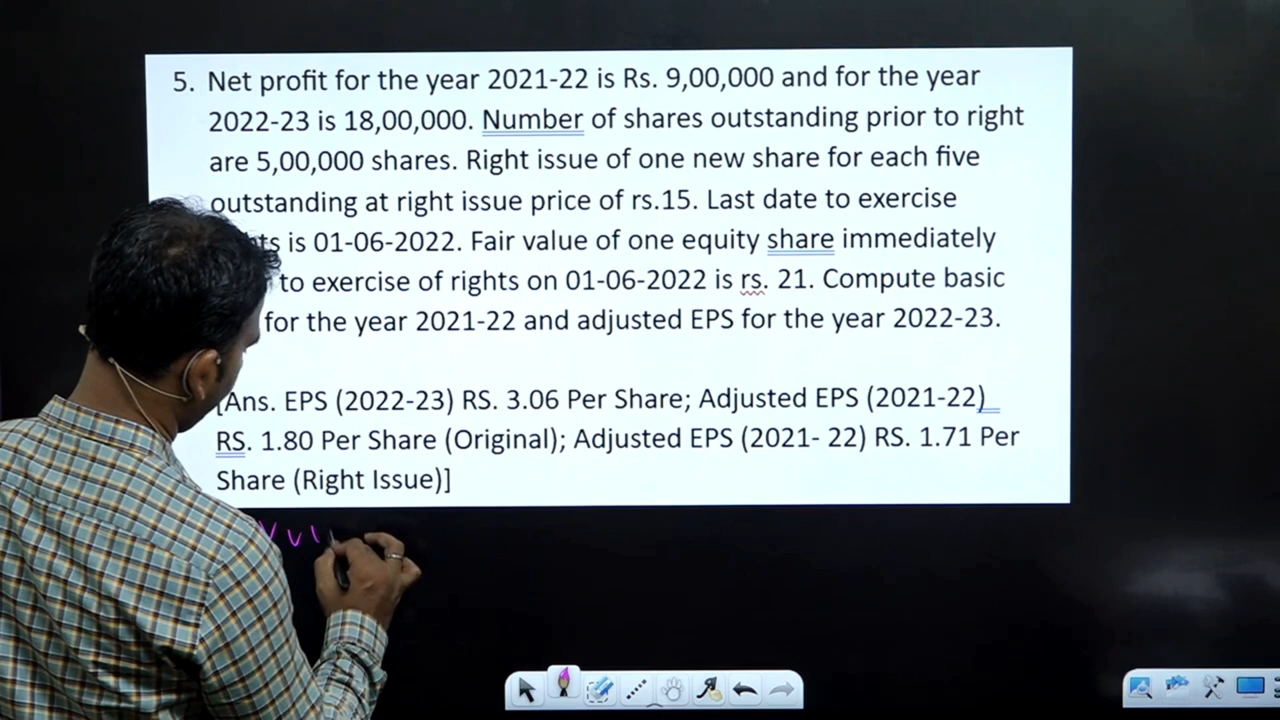 5. Net profit for the year 2021-22 is Rs. 9,00,000 and for the year
2022-23 is 18,00,000. Number of shares outstanding prior to right
are 5,00,000 shares. Right issue of one new share for each five
outstanding at right issue price of rs.15. Last date to exercise
is 01-06-2022. Fair value of one equity share immediately
to exercise of rights on 01-06-2022 is rs. 21. Compute basic
for the year 2021-22 and adjusted EPS for the year 2022-23.
[Ans. EPS (2022-23) RS. 3.06 Per Share; Adjusted EPS (2021-22)
RS. 1.80 Per Share (Original); Adjusted EPS (2021- 22) RS. 1.71 Per
Share (Right Issue)]